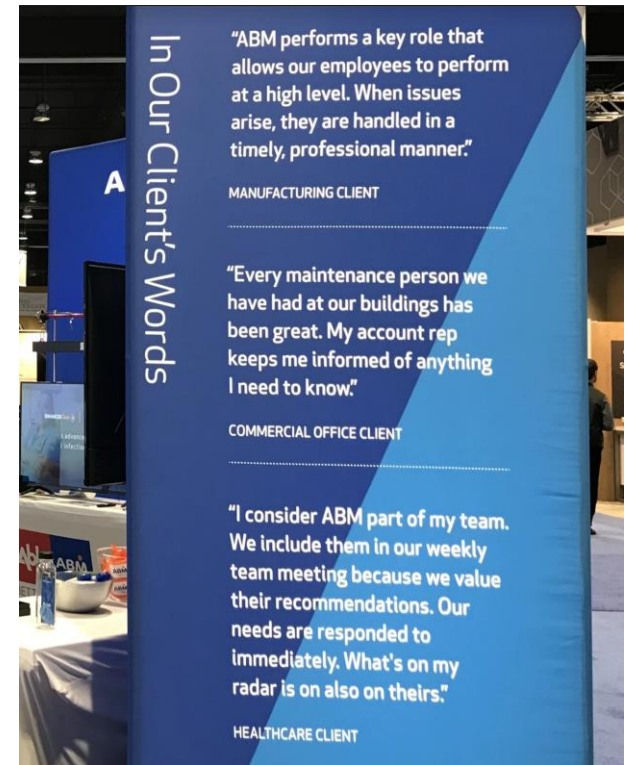 In Our Client's Words
“ABM performs a key role that
allows our employees to perform
at a high level. When issues
arise, they are handled in a
timely, professional manner.”
MANUFACTURING CLIENT
“Every maintenance person we
have had at our buildings has
been great. My account rep
keeps me informed of anything
I need to know.”
COMMERCIAL OFFICE CLIENT
“I consider ABM part of my team.
We include them in our weekly
team meeting because we value
their recommendations. Our
needs are responded to
immediately. What's on my
radar is on also on theirs.”
HEALTHCARE CLIENT
A
ABM